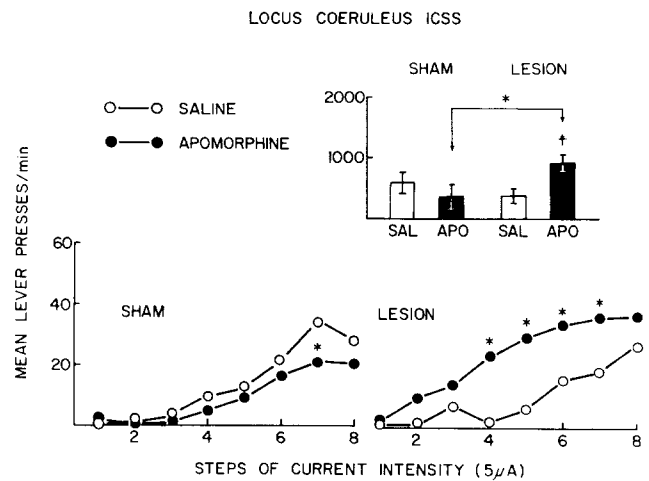 LOCUS COERULEUS ICSS
SHAM LESION
SALINE
APOMORPHINE
2000
*
1000
SAL APO SAL APO
MEAN LEVER PRESSES/min
60
40
20
SHAM
*
2 4 6 8
LESION
* * * *
2 4 6 8
STEPS OF CURRENT INTENSITY (5µA)